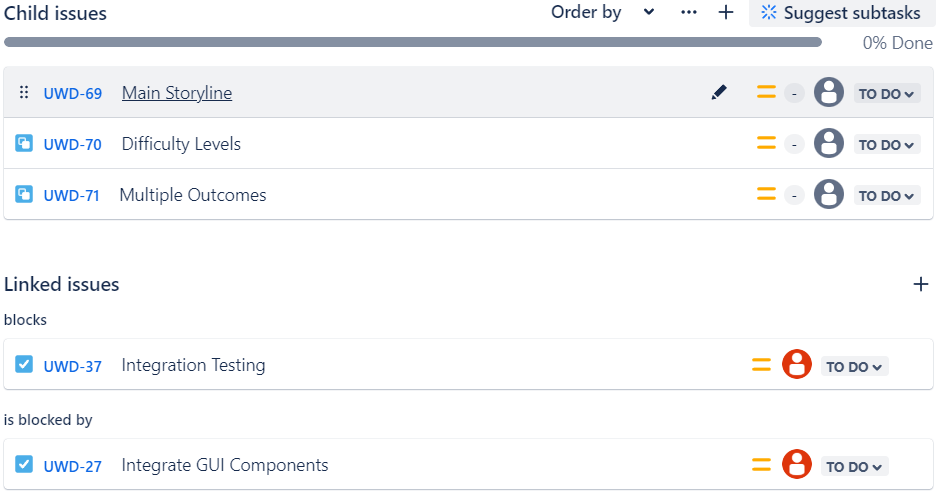 Child issues Order by ... + Suggest subtasks
0% Done
UWD-69 Main Storyline - TO DO
UWD-70 Difficulty Levels - TO DO
UWD-71 Multiple Outcomes - TO DO
Linked issues +
blocks
UWD-37 Integration Testing TO DO
is blocked by
UWD-27 Integrate GUI Components TO DO